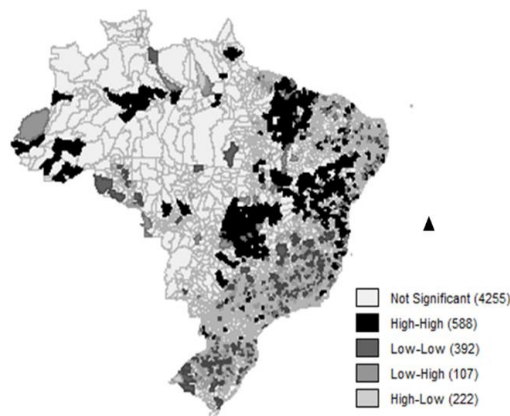 Not Significant (4255)
High-High (588)
Low-Low (392)
Low-High (107)
High-Low (222)